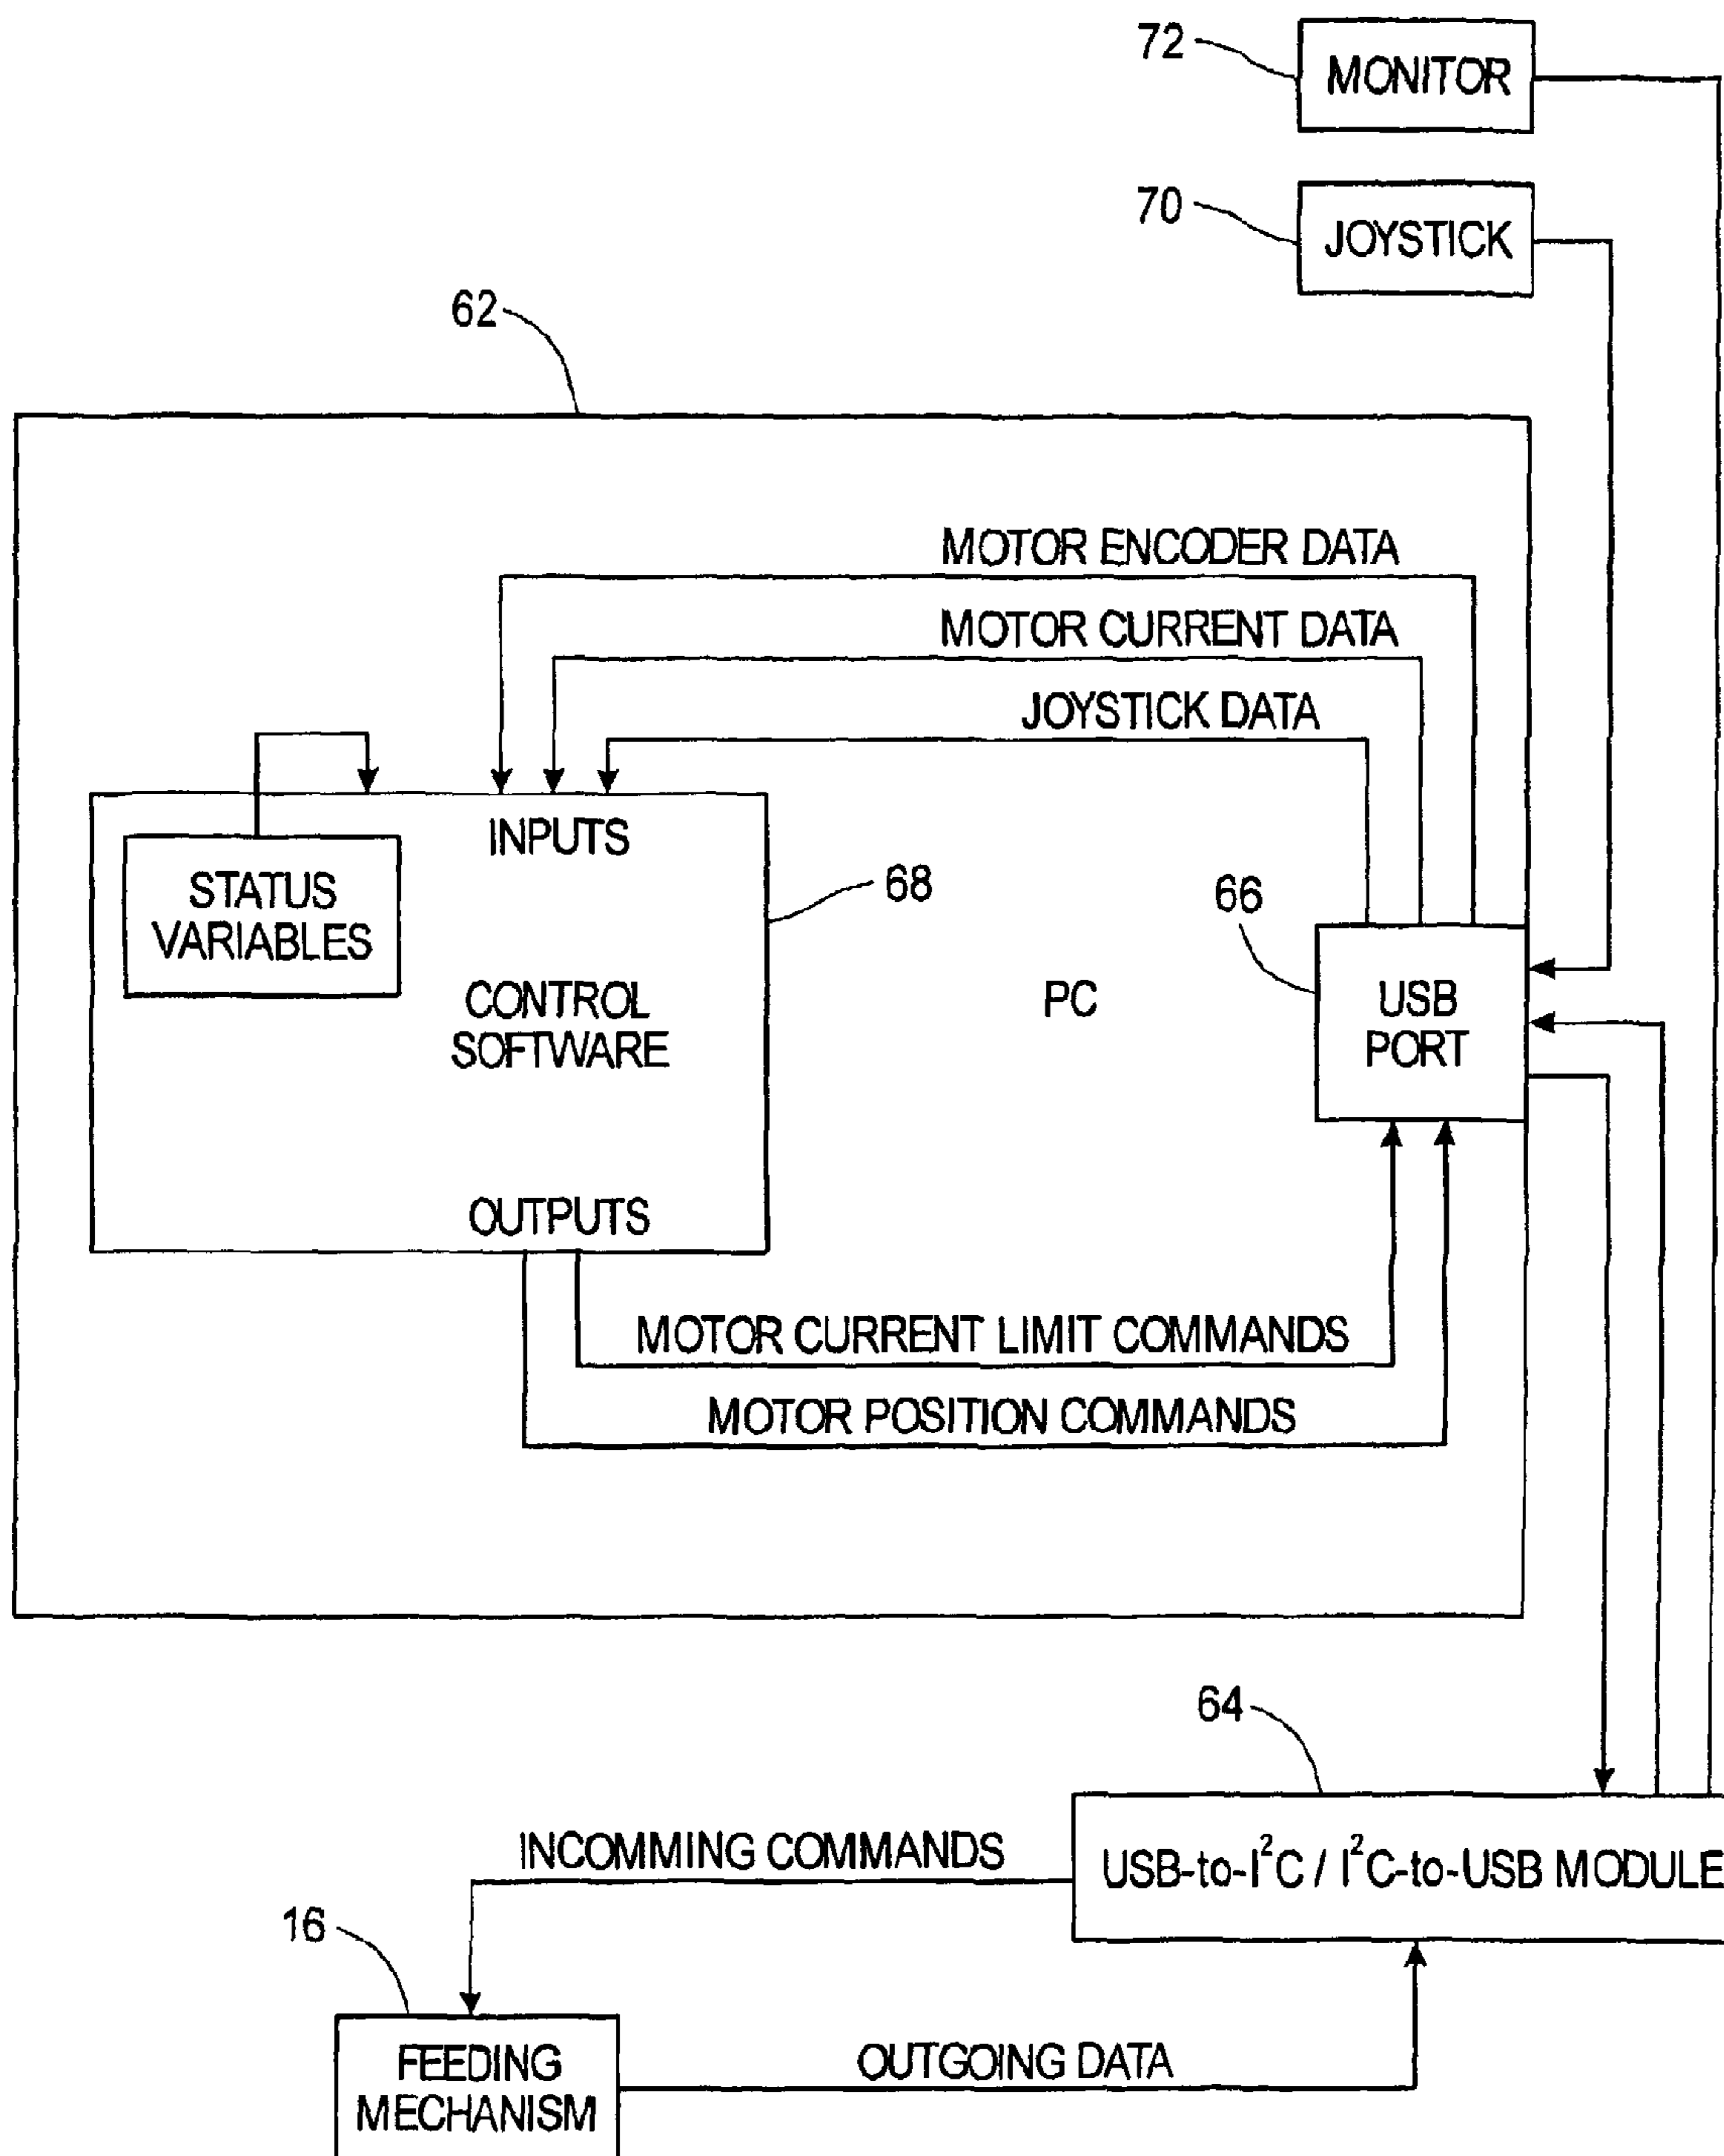 72
MONITOR
70
JOYSTICK
62
MOTOR ENCODER DATA
MOTOR CURRENT DATA
JOYSTICK DATA
INPUTS
STATUS
VARIABLES
68
66
CONTROL
SOFTWARE
PC
USB
PORT
OUTPUTS
MOTOR CURRENT LIMIT COMMANDS
MOTOR POSITION COMMANDS
64
INCOMMING COMMANDS
USB-to-I²C / I²C-to-USB MODULE
16
FEEDING
MECHANISM
OUTGOING DATA